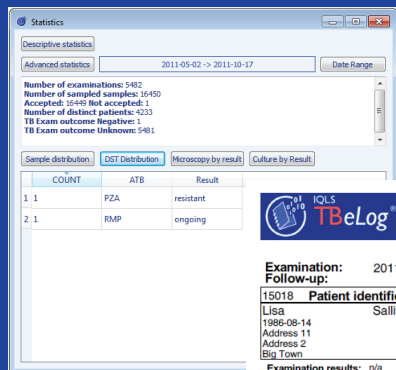 Statistics
Descriptive statistics
Advanced statistics 2011-05-02 -> 2011-10-17 Date Range
Number of examinations: 5482
Number of sampled samples: 16450
Accepted: 16449 Not accepted: 1
Number of distinct patients: 4233
TB Exam outcome Negative: 1
TB Exam outcome Unknown: 5481
Sample distribution DST Distribution Microscopy by result Culture by Result
COUNT ATB Result
1 1 PZA resistant
2 1 RMP ongoing
IQLS
TBeLog®
Examination: 2011
Follow-up:
15018 Patient identific
Lisa Salli
1986-08-14
Address 11
Address 2
Big Town
Examination results: n/a